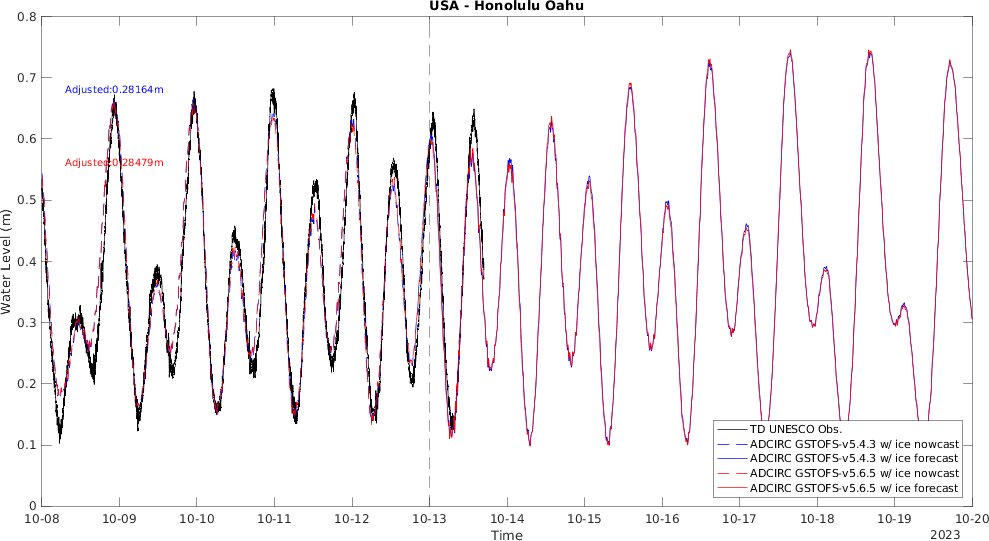 USA - Honolulu Oahu
0.8
0.7
0.6
0.5
0.4
0.3
0.2
0.1
0
Water Level (m)
Adjusted:0.28164m
Adjusted:0.28479m
TD UNESCO Obs.
ADCIRC GSTOFS-v5.4.3 w/ ice nowcast
ADCIRC GSTOFS-v5.4.3 w/ ice forecast
ADCIRC GSTOFS-v5.6.5 w/ ice nowcast
ADCIRC GSTOFS-v5.6.5 w/ ice forecast
10-08 10-09 10-10 10-11 10-12 10-13 10-14 10-15 10-16 10-17 10-18 10-19 10-20
Time
2023